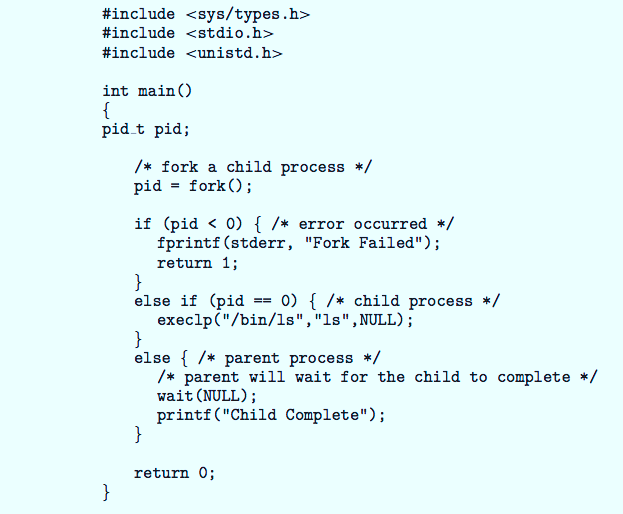 #include <sys/types.h>
#include <stdio.h>
#include <unistd.h>
int main()
{
pid_t pid;
/* fork a child process */
pid = fork();
if (pid < 0) { /* error occurred */
fprintf(stderr, "Fork Failed");
return 1;
}
else if (pid == 0) { /* child process */
execlp("/bin/ls","ls",NULL);
}
else { /* parent process */
/* parent will wait for the child to complete */
wait(NULL);
printf("Child Complete");
}
return 0;
}